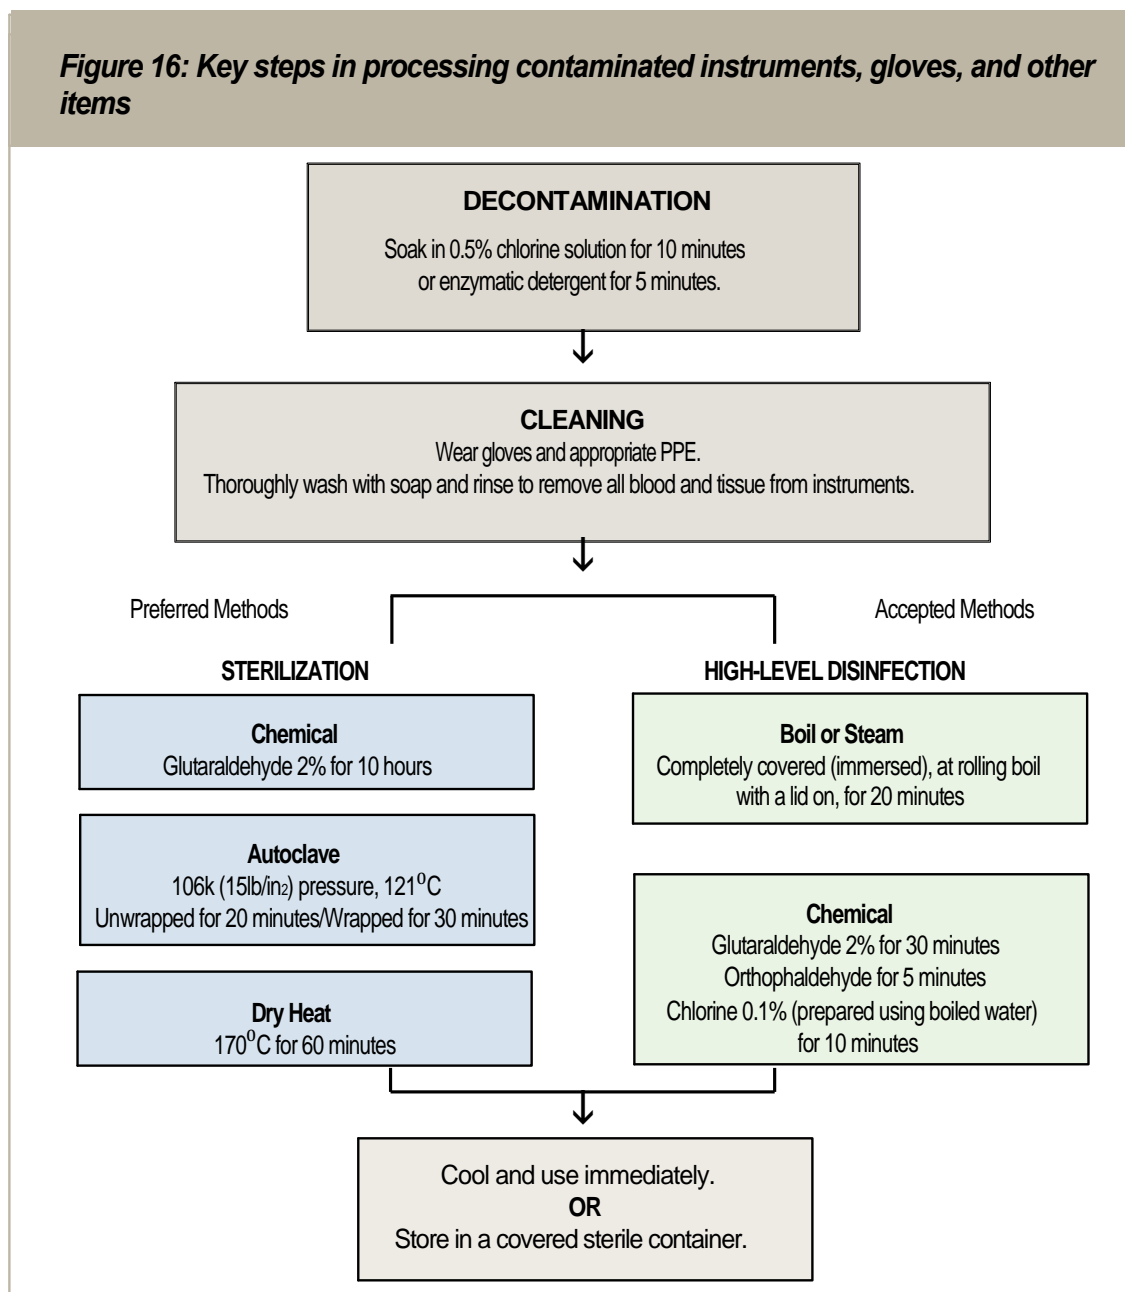 Figure 16: Key steps in processing contaminated instruments, gloves, and other
items
DECONTAMINATION
Soak in 0.5% chlorine solution for 10 minutes
or enzymatic detergent for 5 minutes.
CLEANING
Wear gloves and appropriate PPE.
Thoroughly wash with soap and rinse to remove all blood and tissue from instruments.
Preferred Methods
Accepted Methods
STERILIZATION
Chemical
Glutaraldehyde 2% for 10 hours
Autoclave
106k (15lb/in2) pressure, 121⁰C
Unwrapped for 20 minutes/Wrapped for 30 minutes
Dry Heat
170⁰C for 60 minutes
HIGH-LEVEL DISINFECTION
Boil or Steam
Completely covered (immersed), at rolling boil
with a lid on, for 20 minutes
Chemical
Glutaraldehyde 2% for 30 minutes
Orthophaldehyde for 5 minutes
Chlorine 0.1% (prepared using boiled water)
for 10 minutes
Cool and use immediately.
OR
Store in a covered sterile container.